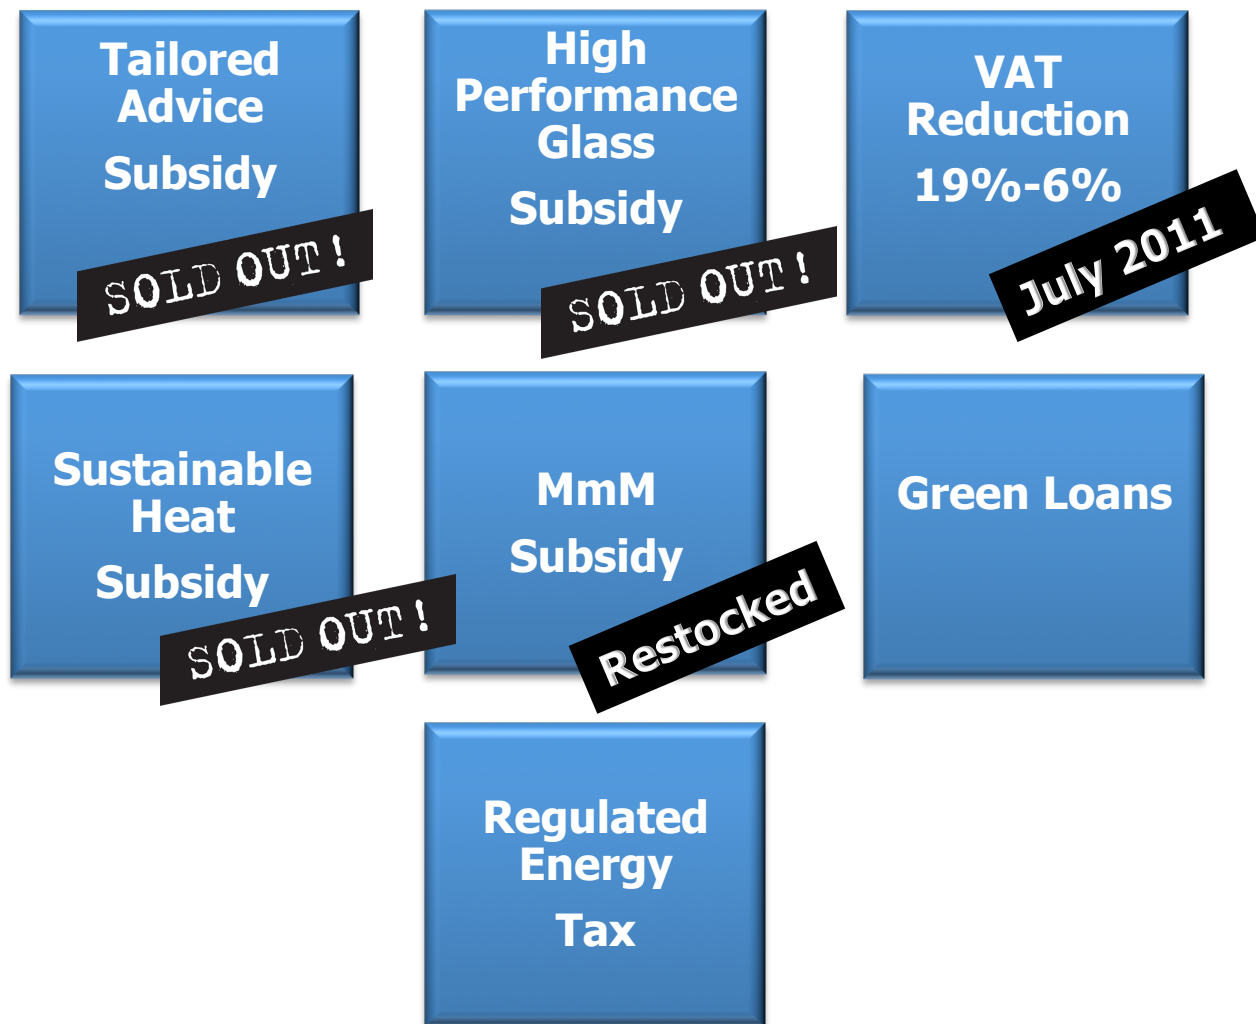 Tailored
Advice
Subsidy
SOLD OUT!
High
Performance
Glass
Subsidy
SOLD OUT!
VAT
Reduction
19%-6%
July 2011
Sustainable
Heat
Subsidy
SOLD OUT!
MmM
Subsidy
Restocked
Green Loans
Regulated
Energy
Tax